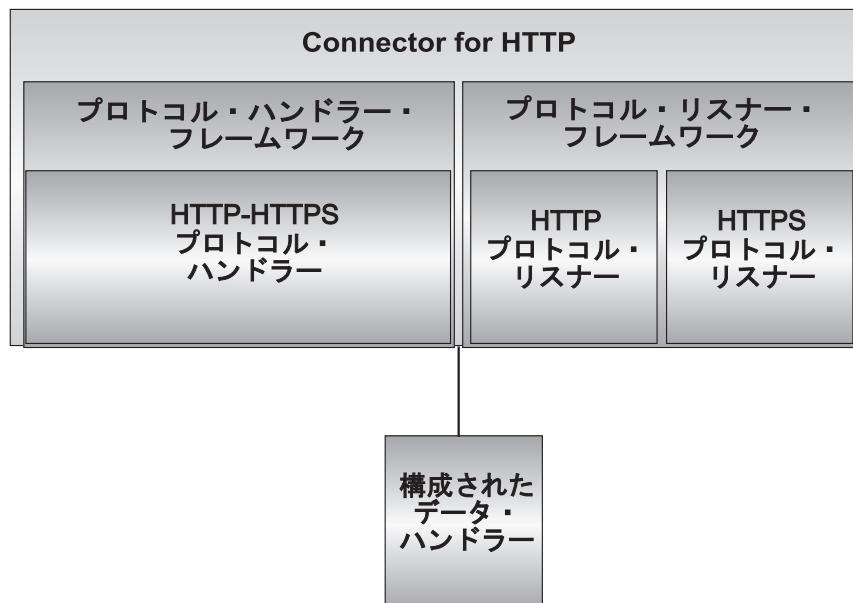 Connector for HTTP
プロトコル・ハンドラー・
フレームワーク
プロトコル・リスナー・
フレームワーク
HTTP-HTTPS
プロトコル・
ハンドラー
HTTP
プロトコル・
リスナー
HTTPS
プロトコル・
リスナー
構成された
データ・
ハンドラー